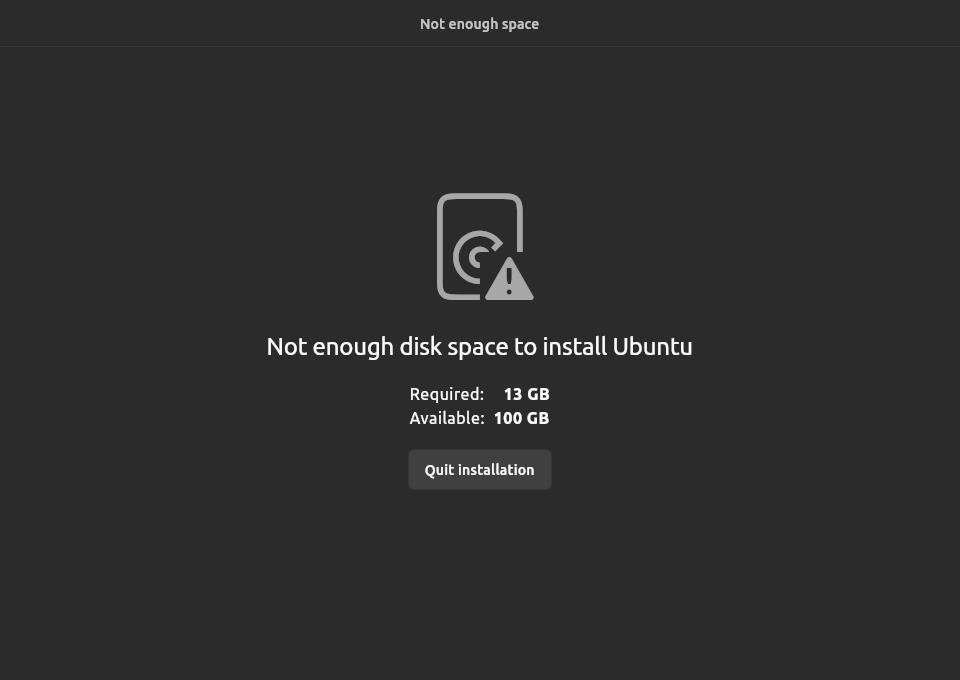 Not enough space
Not enough disk space to install Ubuntu
Required: 13 GB
Available: 100 GB
Quit installation